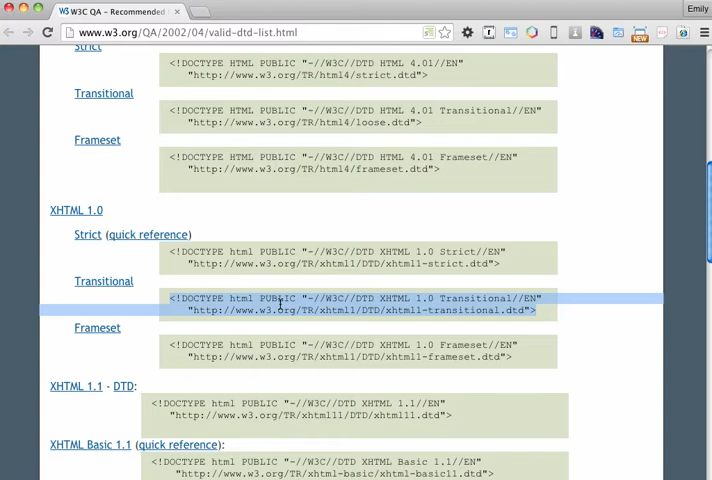 W3C QA - Recommended
Emily
www.w3.org/QA/2002/04/valid-dtd-list.html
NEW
Strict
<!DOCTYPE HTML PUBLIC "-//W3C//DTD HTML 4.01//EN"
"http://www.w3.org/TR/html4/strict.dtd">
Transitional
<!DOCTYPE HTML PUBLIC "-//W3C//DTD HTML 4.01 Transitional//EN"
"http://www.w3.org/TR/html4/loose.dtd">
Frameset
<!DOCTYPE HTML PUBLIC "-//W3C//DTD HTML 4.01 Frameset//EN"
"http://www.w3.org/TR/html4/frameset.dtd">
XHTML 1.0
Strict (quick reference)
<!DOCTYPE html PUBLIC "-//W3C//DTD XHTML 1.0 Strict//EN"
"http://www.w3.org/TR/xhtml1/DTD/xhtml1-strict.dtd">
Transitional
<!DOCTYPE html PUBLIC "-//W3C//DTD XHTML 1.0 Transitional//EN"
"http://www.w3.org/TR/xhtml1/DTD/xhtml1-transitional.dtd">
Frameset
<!DOCTYPE html PUBLIC "-//W3C//DTD XHTML 1.0 Frameset//EN"
"http://www.w3.org/TR/xhtml1/DTD/xhtml1-frameset.dtd">
XHTML 1.1 - DTD:
<!DOCTYPE html PUBLIC "-//W3C//DTD XHTML 1.1//EN"
"http://www.w3.org/TR/xhtml11/DTD/xhtml11.dtd">
XHTML Basic 1.1 (quick reference):
<!DOCTYPE html PUBLIC "-//W3C//DTD XHTML Basic 1.1//EN"
"http://www.w3.org/TR/xhtml-basic/xhtml-basic11.dtd">